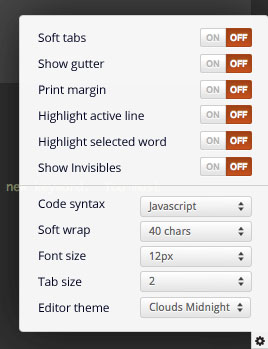 Soft tabs ON OFF
Show gutter ON OFF
Print margin ON OFF
Highlight active line ON OFF
Highlight selected word ON OFF
Show Invisibles ON OFF
Code syntax Javascript
Soft wrap 40 chars
Font size 12px
Tab size 2
Editor theme Clouds Midnight